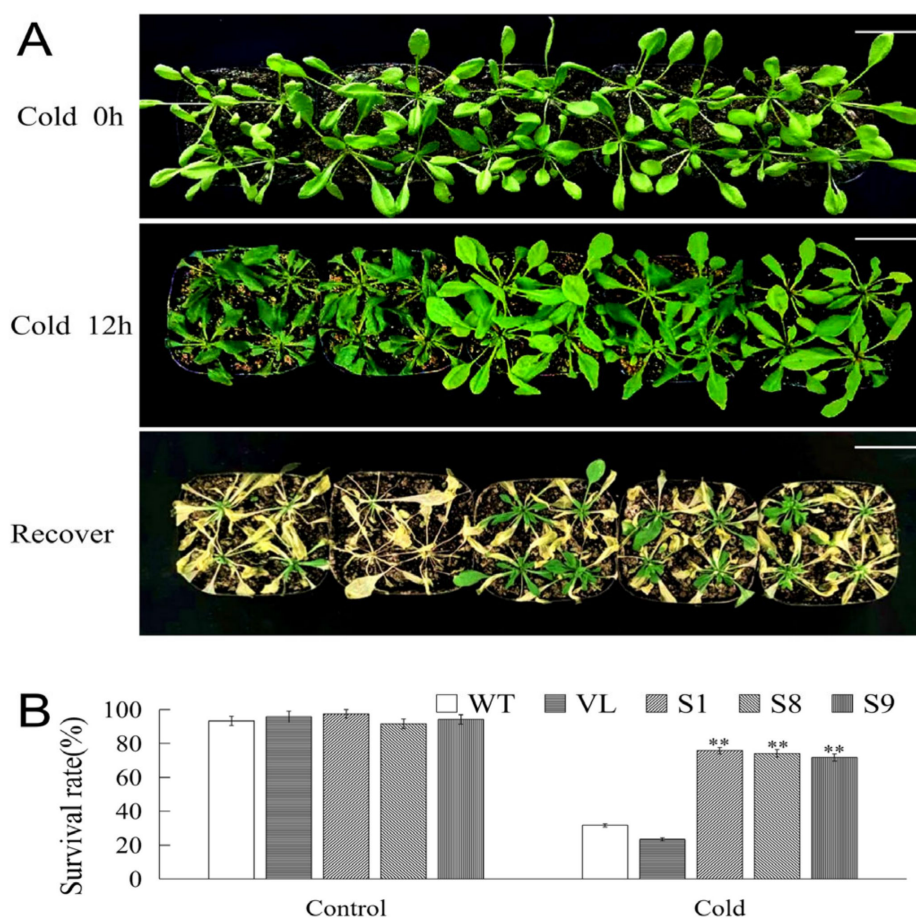 A
Cold 0h
Cold 12h
Recover
B
WT VL S1 S8 S9
Survival rate(%)
100
80
60
40
20
0
** ** **
Control Cold